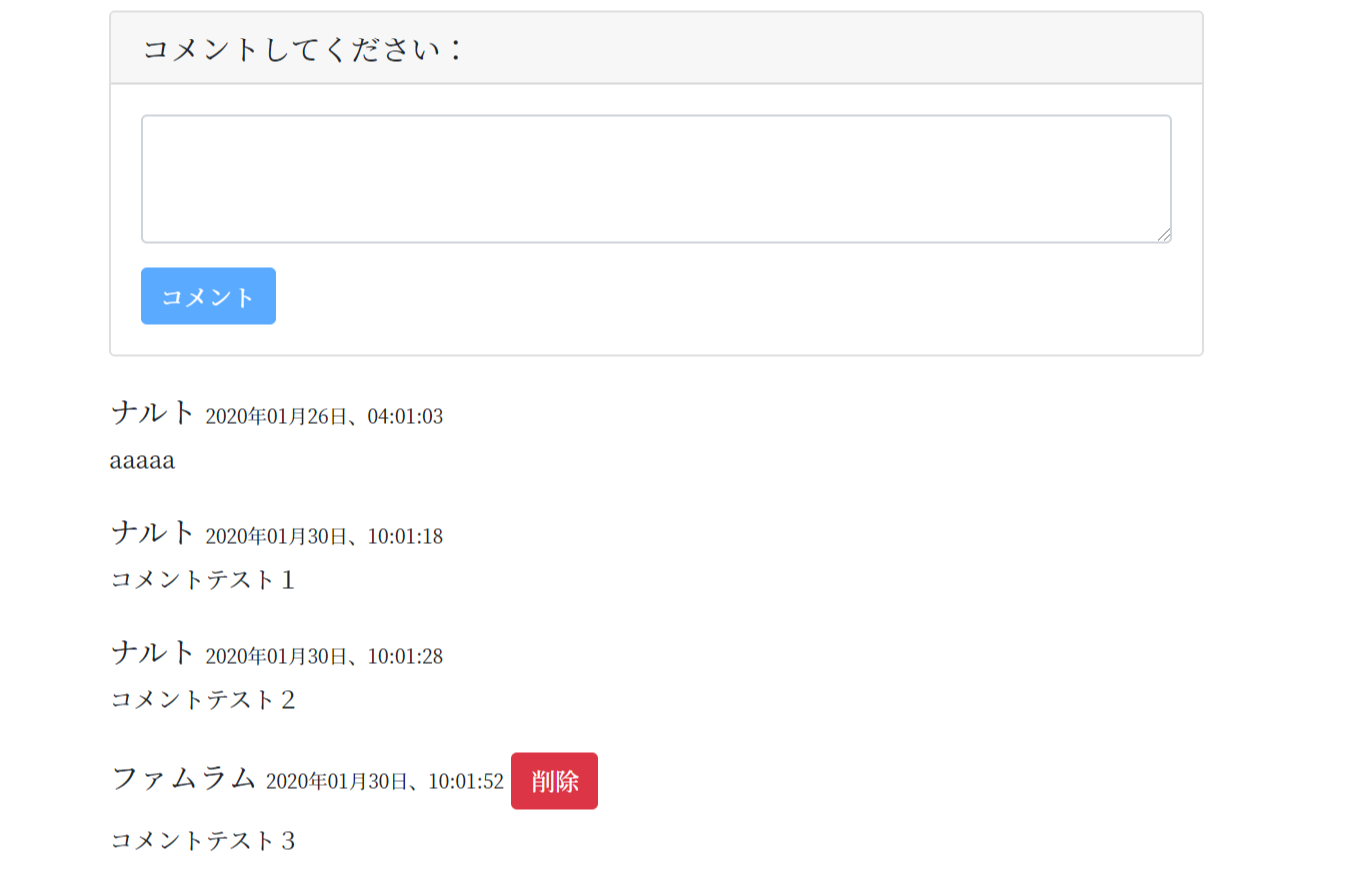 コメントしてください：
コメント
ナルト 2020年01月26日、04:01:03
aaaaa
ナルト 2020年01月30日、10:01:18
コメントテスト１
ナルト 2020年01月30日、10:01:28
コメントテスト２
ファムラム 2020年01月30日、10:01:52 削除
コメントテスト３